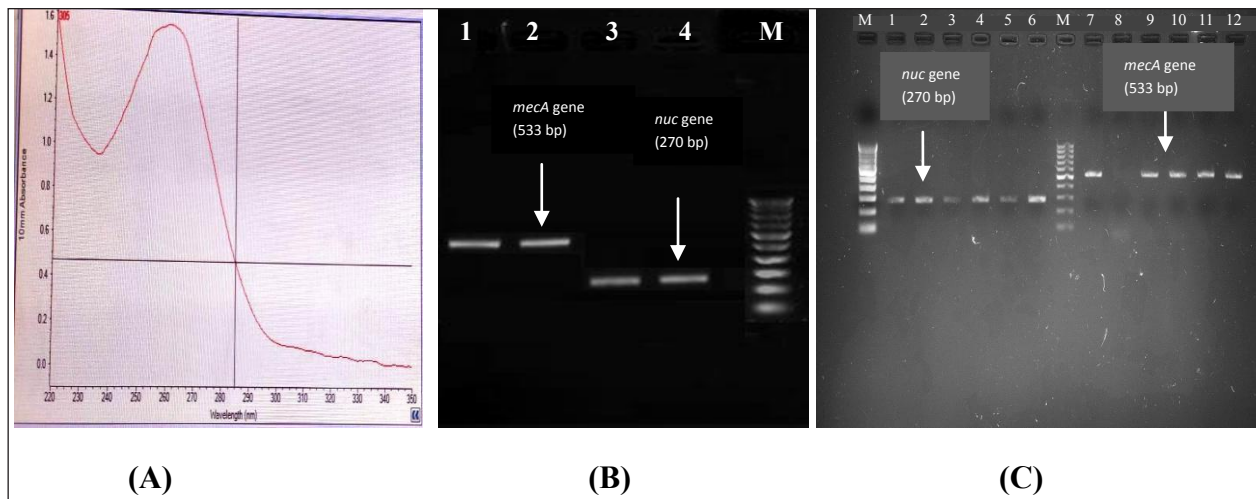 305
1.6
1.4
1.2
1.0
0.8
0.6
0.4
0.2
0.0
10mm Absorbance
220 230 240 250 260 270 280 290 300 310 320 330 340 350
Wavelength (nm)
(A)
1 2 3 4 M
mecA gene
(533 bp)
nuc gene
(270 bp)
(B)
M 1 2 3 4 5 6 M 7 8 9 10 11 12
nuc gene
(270 bp)
mecA gene
(533 bp)
(C)